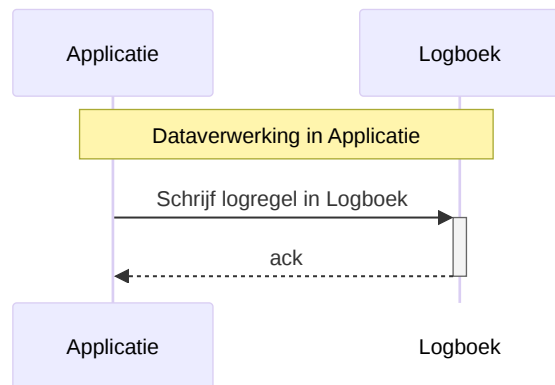 Applicatie
Logboek
Dataverwerking in Applicatie
Schrijf logregel in Logboek
ack
Applicatie
Logboek